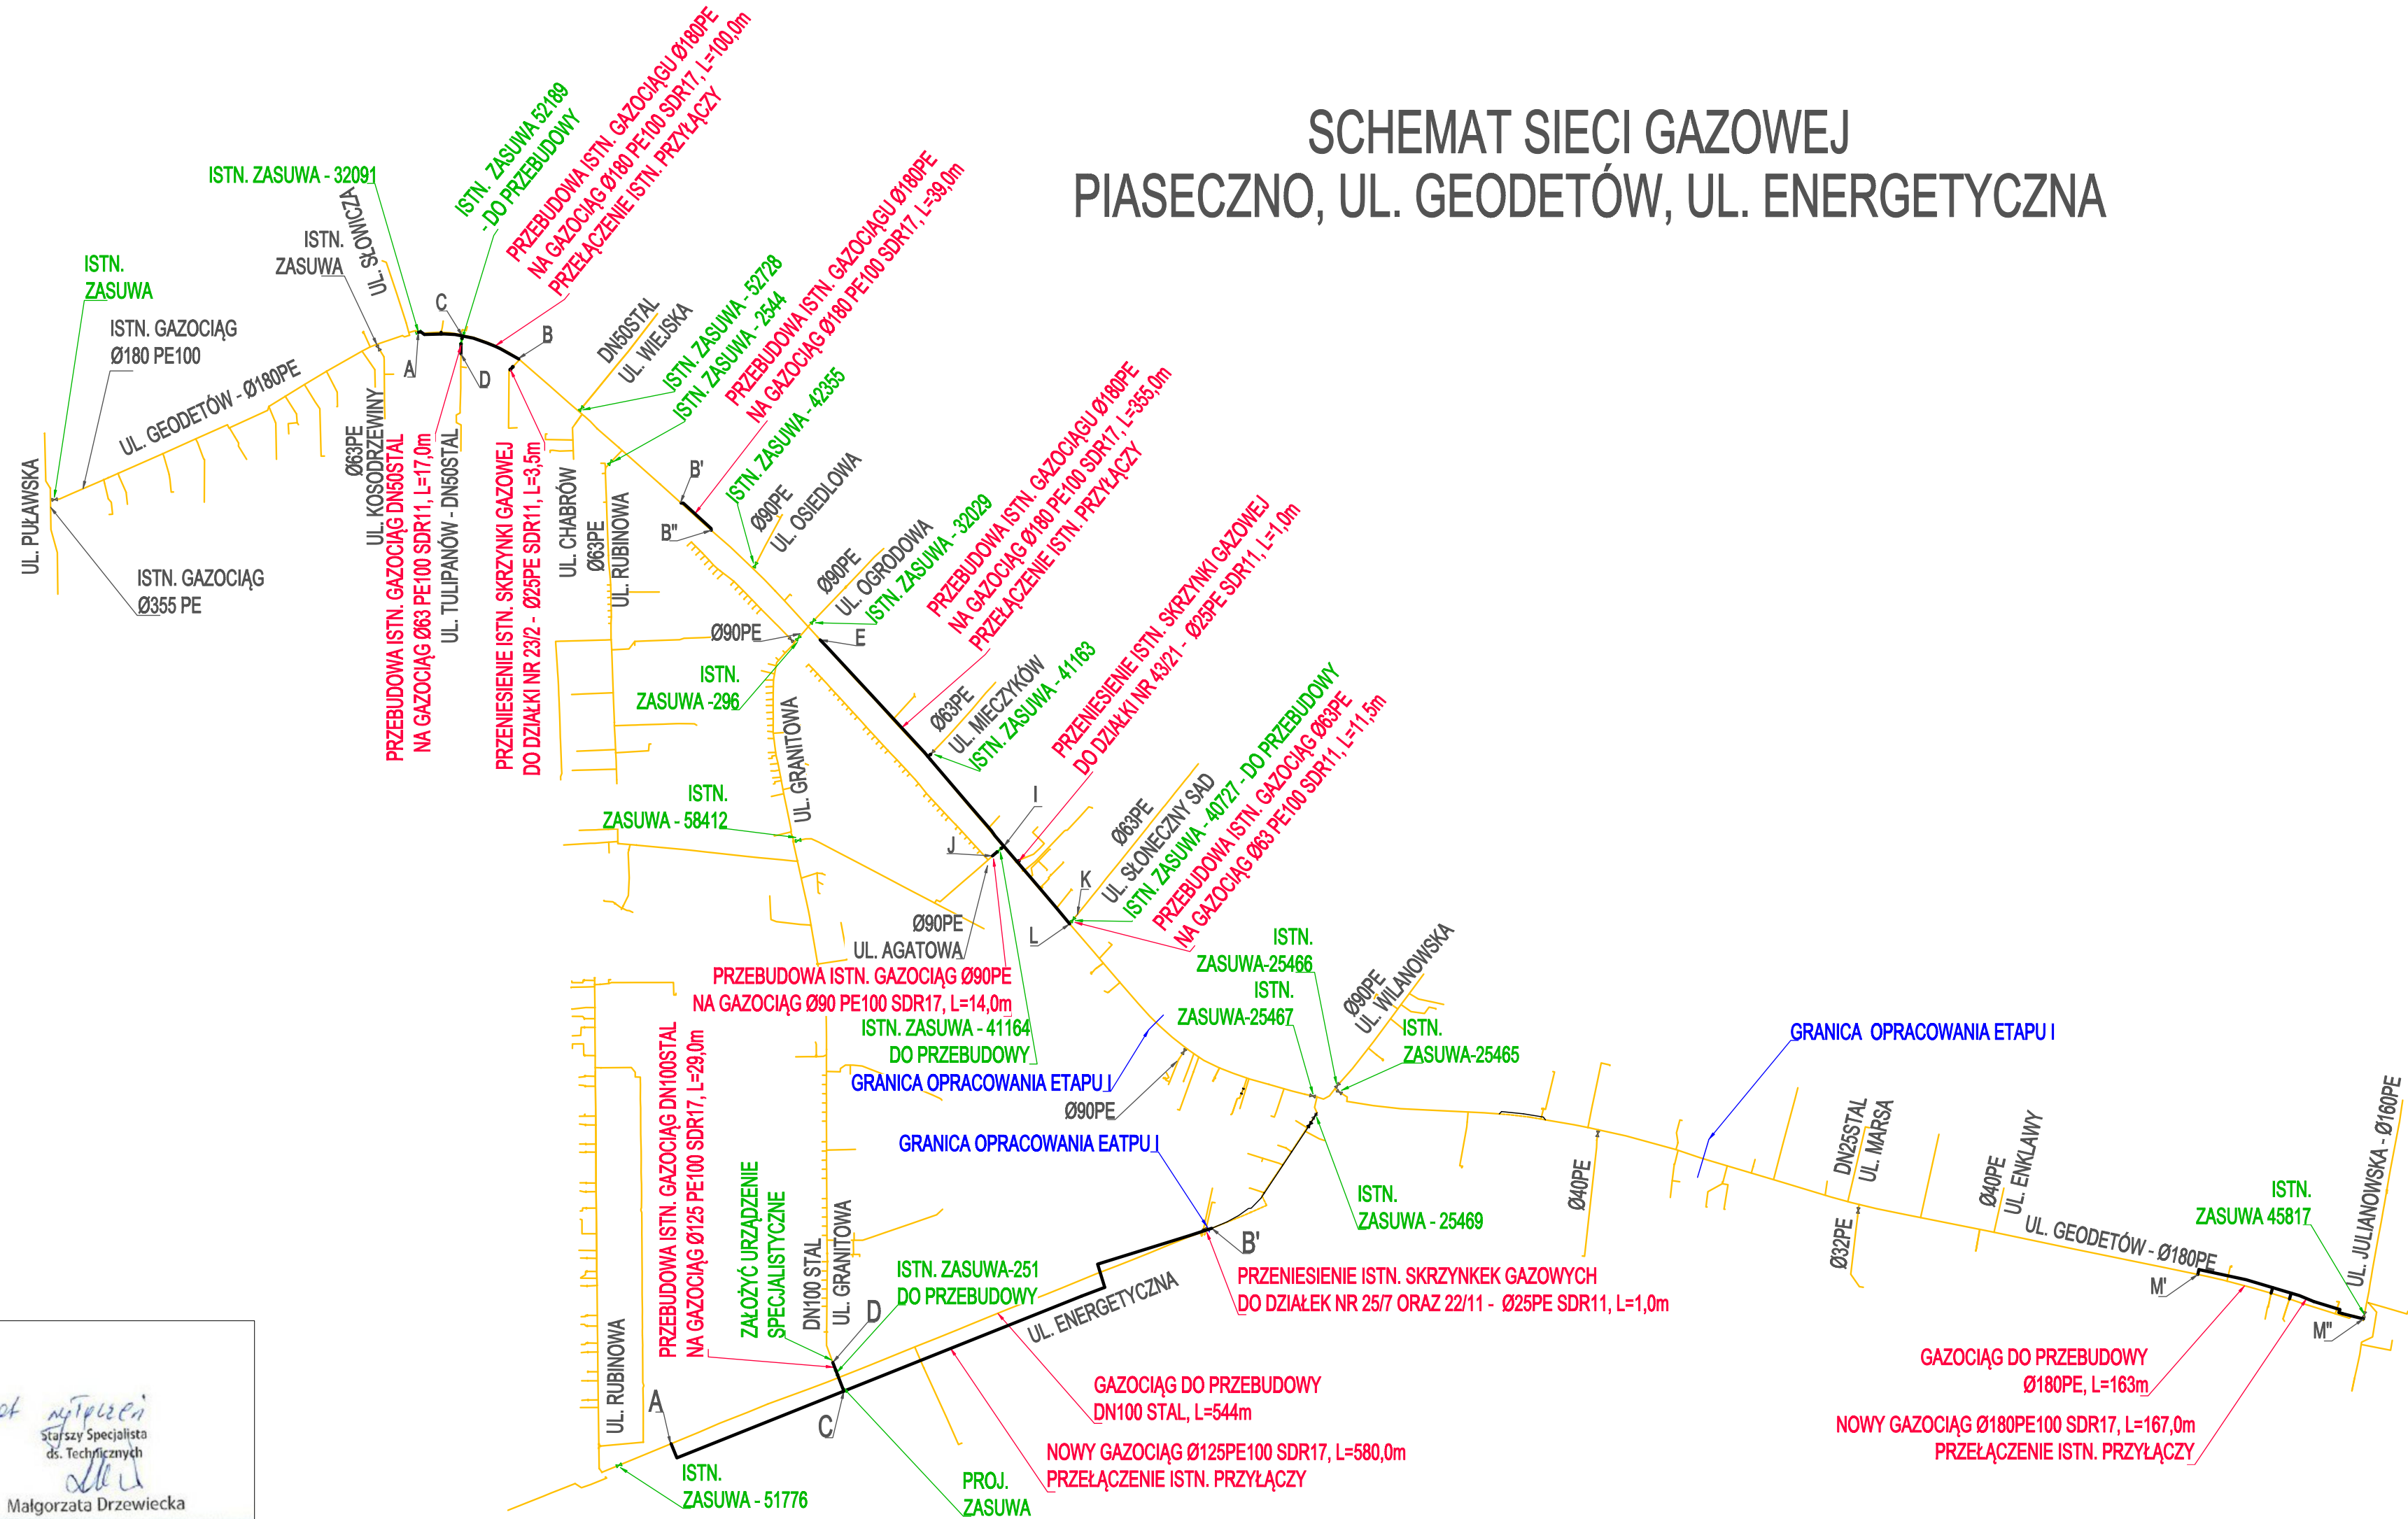 SCHEMAT SIECI GAZOWEJ
PIASECZNO, UL. GEODETÓW, UL. ENERGETYCZNA
ISTN. ZASUWA - 32091
UL. SŁOWICZA
ISTN.
ZASUWA
ISTN.
ZASUWA
ISTN. GAZOCIĄG
Ø180 PE100
UL. GEODETÓW - Ø180PE
UL. PUŁAWSKA
ISTN. GAZOCIĄG
Ø355 PE
A
C
D
B
ISTN. ZASUWA 52189
- DO PRZEBUDOWY
PRZEBUDOWA ISTN. GAZOCIĄGU Ø180PE
NA GAZOCIĄG Ø180 PE100 SDR17, L=100,0m
PRZEŁĄCZENIE ISTN. PRZYŁĄCZY
Ø63PE
UL. KOSODRZEWINY
PRZEBUDOWA ISTN. GAZOCIĄG DN50STAL
NA GAZOCIĄG Ø63 PE100 SDR11, L=17,0m
UL. TULIPANÓW - DN50STAL
PRZENIESIENIE ISTN. SKRZYNKI GAZOWEJ
DO DZIAŁKI NR 23/2 - Ø25PE SDR11, L=3,5m
DN50STAL
UL. WIEJSKA
ISTN. ZASUWA - 52728
ISTN. ZASUWA - 2544
UL. CHABRÓW
Ø63PE
UL. RUBINOWA
PRZEBUDOWA ISTN. GAZOCIĄGU Ø180PE
NA GAZOCIĄG Ø180 PE100 SDR17, L=39,0m
B'
B"
ISTN. ZASUWA - 42355
Ø90PE
UL. OSIEDLOWA
Ø90PE
UL. OGRODOWA
ISTN. ZASUWA - 32029
Ø90PE
E
ISTN.
ZASUWA -296
PRZEBUDOWA ISTN. GAZOCIĄGU Ø180PE
NA GAZOCIĄG Ø180 PE100 SDR17, L=355,0m
PRZEŁĄCZENIE ISTN. PRZYŁĄCZY
Ø63PE
UL. MIECZYKÓW
ISTN. ZASUWA - 41163
UL. GRANITOWA
ISTN.
ZASUWA - 58412
PRZENIESIENIE ISTN. SKRZYNKI GAZOWEJ
DO DZIAŁKI NR 43/21 - Ø25PE SDR11, L=1,0m
I
J
K
L
Ø63PE
UL. SŁONECZNY SAD
ISTN. ZASUWA - 40727 - DO PRZEBUDOWY
PRZEBUDOWA ISTN. GAZOCIĄG Ø63PE
NA GAZOCIĄG Ø63 PE100 SDR11, L=11,5m
Ø90PE
UL. AGATOWA
PRZEBUDOWA ISTN. GAZOCIĄG Ø90PE
NA GAZOCIĄG Ø90 PE100 SDR17, L=14,0m
ISTN. ZASUWA - 41164
DO PRZEBUDOWY
GRANICA OPRACOWANIA ETAPU I
Ø90PE
GRANICA OPRACOWANIA EATPU I
ISTN.
ZASUWA-25466
ISTN.
ZASUWA-25467
Ø90PE
UL. WILANOWSKA
ISTN.
ZASUWA-25465
GRANICA OPRACOWANIA ETAPU I
ISTN.
ZASUWA - 25469
Ø40PE
DN25STAL
UL. MARSA
Ø32PE
Ø40PE
UL. ENKLAWY
UL. GEODETÓW - Ø180PE
ISTN.
ZASUWA 45817
UL. JULIANOWSKA - Ø160PE
M'
M"
GAZOCIĄG DO PRZEBUDOWY
Ø180PE, L=163m
NOWY GAZOCIĄG Ø180PE100 SDR17, L=167,0m
PRZEŁĄCZENIE ISTN. PRZYŁĄCZY
PRZEBUDOWA ISTN. GAZOCIĄG DN100STAL
NA GAZOCIĄG Ø125 PE100 SDR17, L=29,0m
ZAŁOŻYĆ URZĄDZENIE
SPECJALISTYCZNE
DN100 STAL
UL. GRANITOWA
D
ISTN. ZASUWA-251
DO PRZEBUDOWY
B'
PRZENIESIENIE ISTN. SKRZYNKEK GAZOWYCH
DO DZIAŁEK NR 25/7 ORAZ 22/11 - Ø25PE SDR11, L=1,0m
UL. ENERGETYCZNA
GAZOCIĄG DO PRZEBUDOWY
DN100 STAL, L=544m
NOWY GAZOCIĄG Ø125PE100 SDR17, L=580,0m
PRZEŁĄCZENIE ISTN. PRZYŁĄCZY
UL. RUBINOWA
A
C
ISTN.
ZASUWA - 51776
PROJ.
ZASUWA
Starszy Specjalista
ds. Technicznych
Małgorzata Drzewiecka